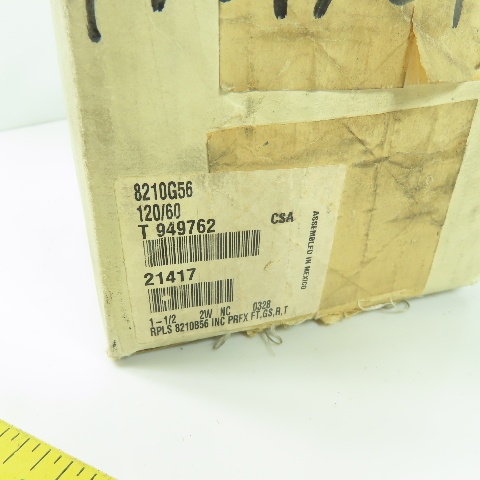 8210G56
120/60
T 949762
CSA
ASSEMBLED IN MEXICO
21417
1-1/2 2W NC 0328
RPLS 8210B56 INC PRFX FT,GS,R,T